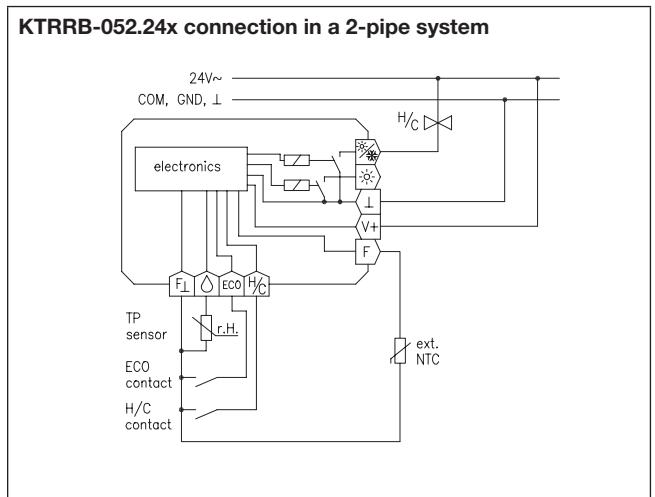 KTRRB-052.24x connection in a 2-pipe system
24V~
COM, GND, ⊥
H/C
electronics
⊥
V+
F
F⊥
ECO
H/C
TP
sensor
r.H.
ECO
contact
H/C
contact
ext.
NTC